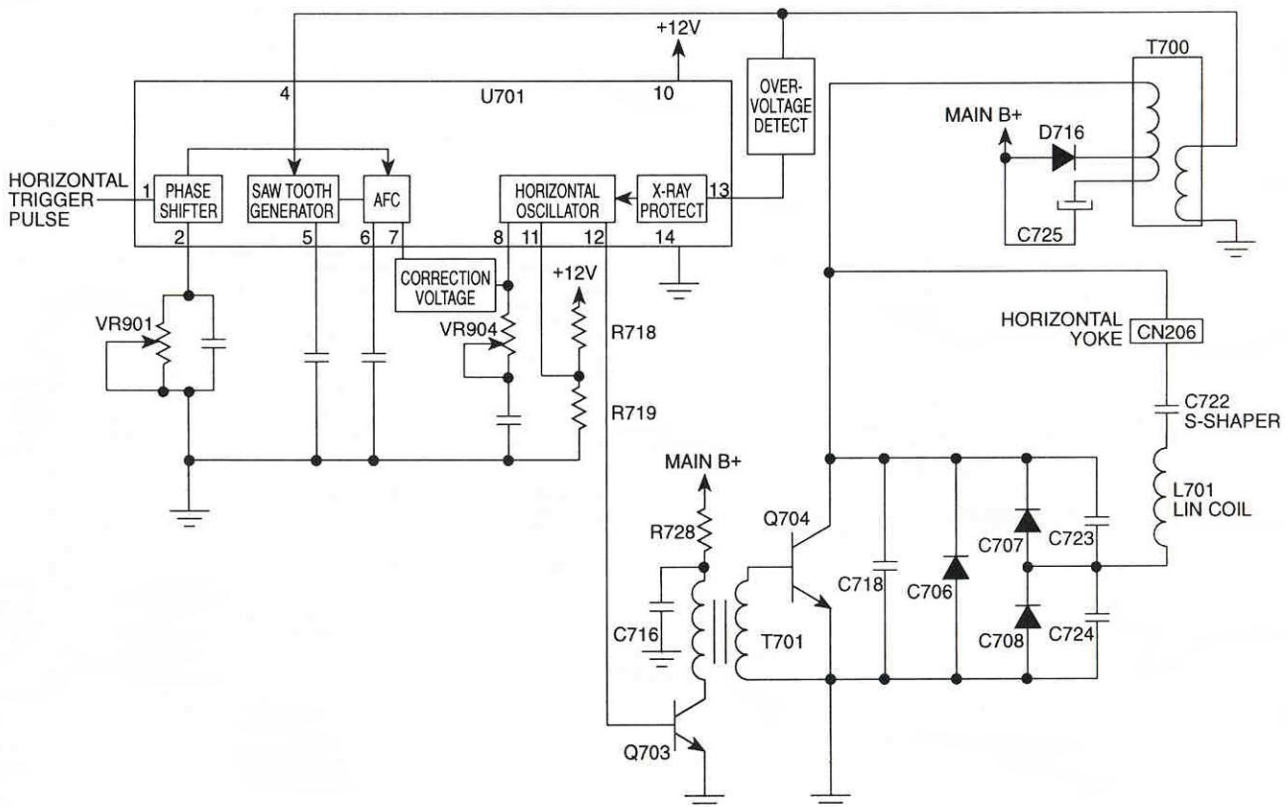 +12V
T700
U701
4
10
OVER-
VOLTAGE
DETECT
MAIN B+
D716
C725
HORIZONTAL
TRIGGER
PULSE
1
PHASE
SHIFTER
SAW TOOTH
GENERATOR
AFC
HORIZONTAL
OSCILLATOR
X-RAY
PROTECT
13
2
5
6
7
8
11
12
14
CORRECTION
VOLTAGE
+12V
VR901
VR904
R718
R719
HORIZONTAL
YOKE
CN206
C722
S-SHAPER
L701
LIN COIL
MAIN B+
R728
Q704
C716
T701
C718
C706
C707
C723
C708
C724
Q703